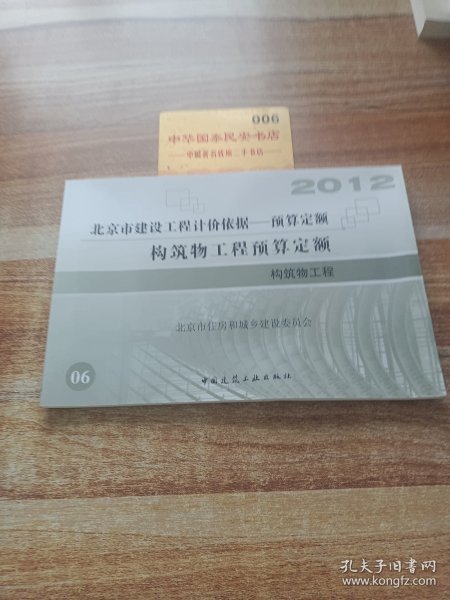 006
中华国泰民安书店
2012
北京市建设工程计价依据——预算定额
构筑物工程预算定额
构筑物工程
北京市住房和城乡建设委员会
06
中国建筑工业出版社
孔夫子旧书网
www.kongfz.com